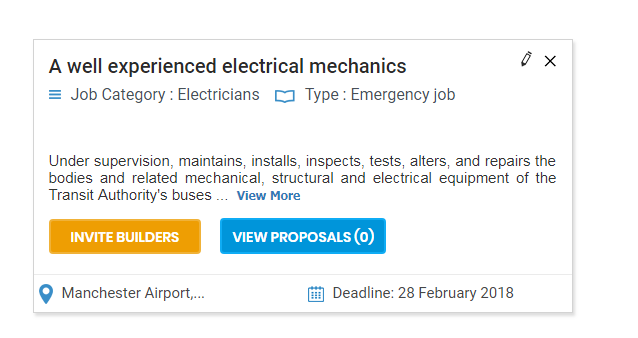 A well experienced electrical mechanics
Job Category : Electricians Type : Emergency job
Under supervision, maintains, installs, inspects, tests, alters, and repairs the
bodies and related mechanical, structural and electrical equipment of the
Transit Authority's buses ... View More
INVITE BUILDERS VIEW PROPOSALS (0)
Manchester Airport,... Deadline: 28 February 2018